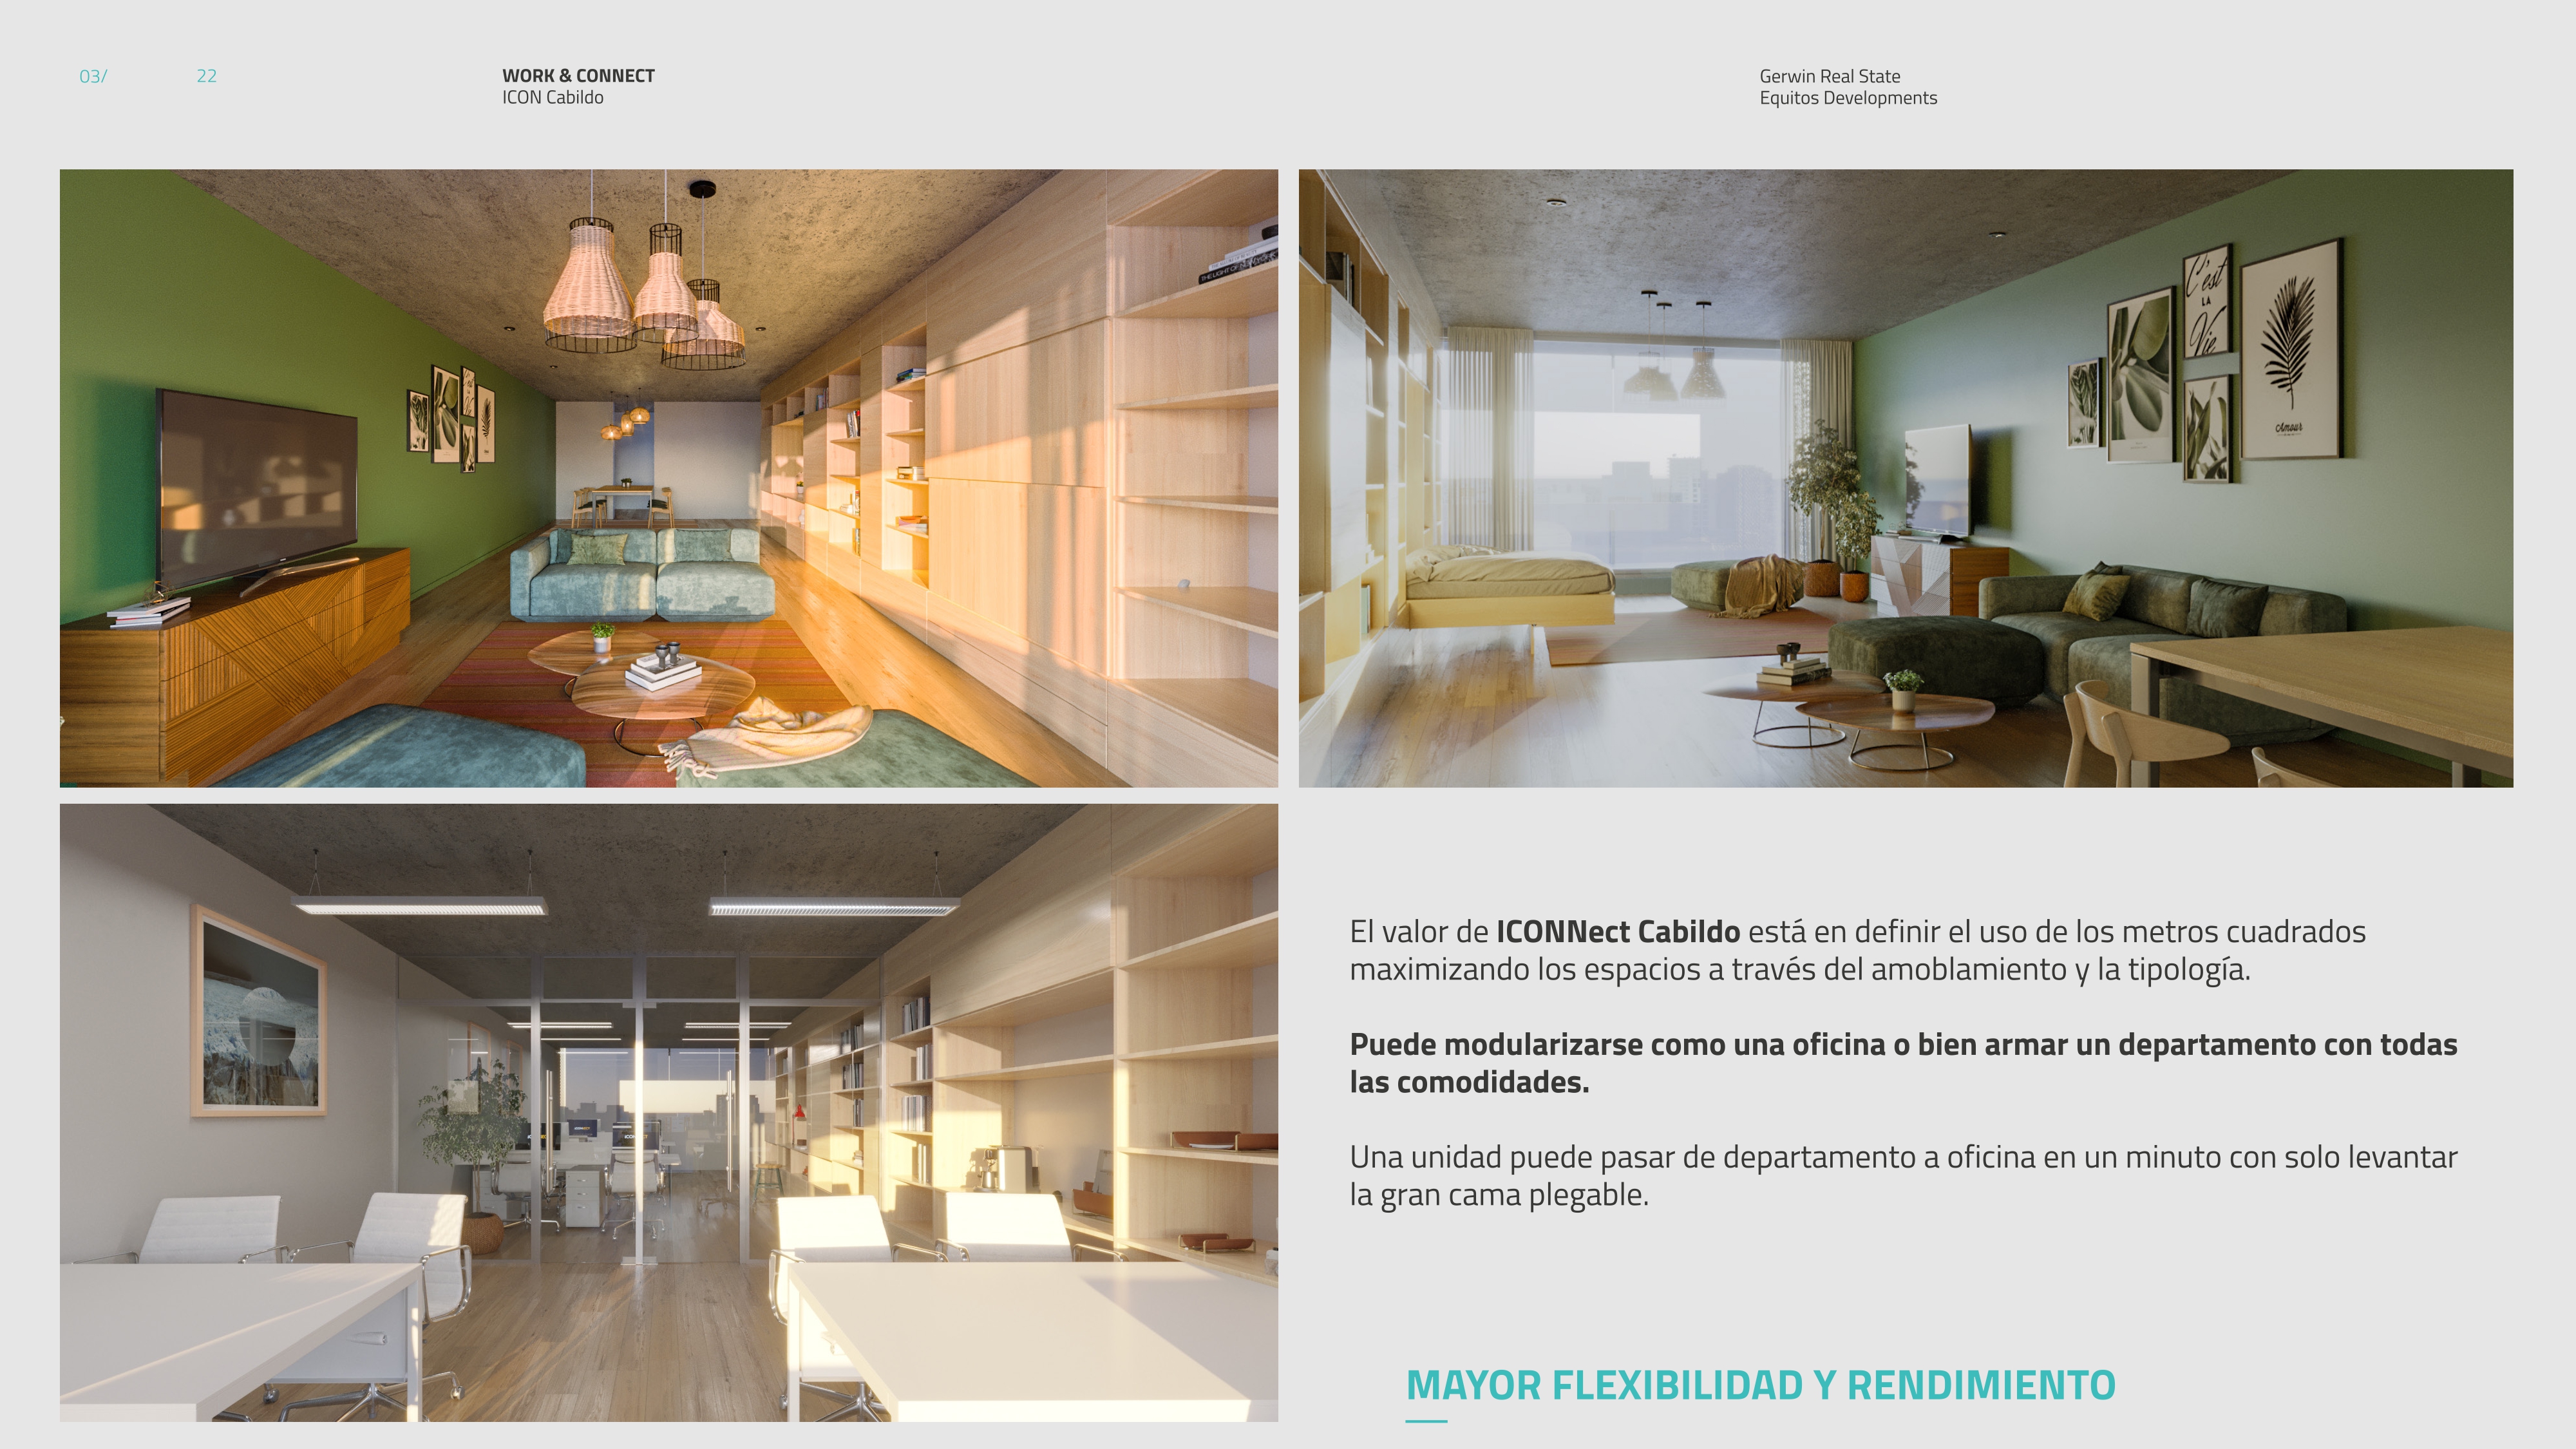 03/ 22
WORK & CONNECT
ICON Cabildo
Gerwin Real State
Equitos Developments
C'est
LA
Vie
Amour
El valor de ICONNect Cabildo está en definir el uso de los metros cuadrados
maximizando los espacios a través del amoblamiento y la tipología.
Puede modularizarse como una oficina o bien armar un departamento con todas
las comodidades.
Una unidad puede pasar de departamento a oficina en un minuto con solo levantar
la gran cama plegable.
MAYOR FLEXIBILIDAD Y RENDIMIENTO